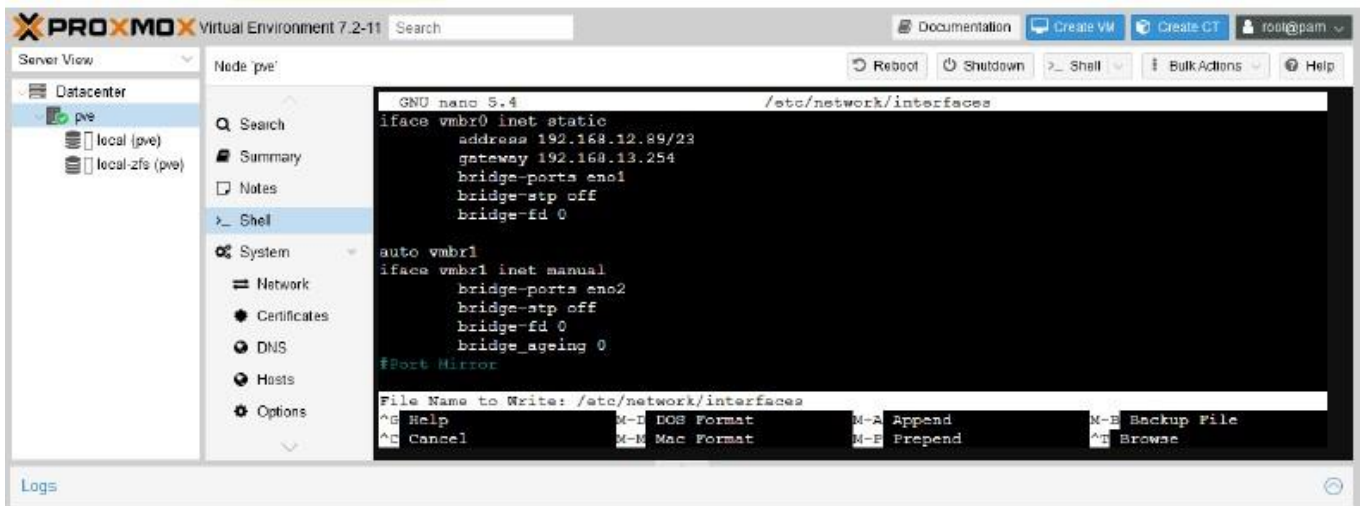 PROXMOX Virtual Environment 7.2-11 Search Documentation Create VM Create CT root@pam
Server View
Node 'pve' Reboot Shutdown >_ Shell Bulk Actions Help
Datacenter
pve
local (pve)
local-zfs (pve)
Search
Summary
Notes
>_ Shell
System
Network
Certificates
DNS
Hosts
Options
GNU nano 5.4 /etc/network/interfaces
iface vmbr0 inet static
address 192.168.12.89/23
gateway 192.168.13.254
bridge-ports eno1
bridge-stp off
bridge-fd 0
auto vmbr1
iface vmbr1 inet manual
bridge-ports eno2
bridge-stp off
bridge-fd 0
bridge_ageing 0
#Port Mirror
File Name to Write: /etc/network/interfaces
^G Help M-D DOS Format M-A Append M-B Backup File
^C Cancel M-M Mac Format M-P Prepend ^T Browse
Logs